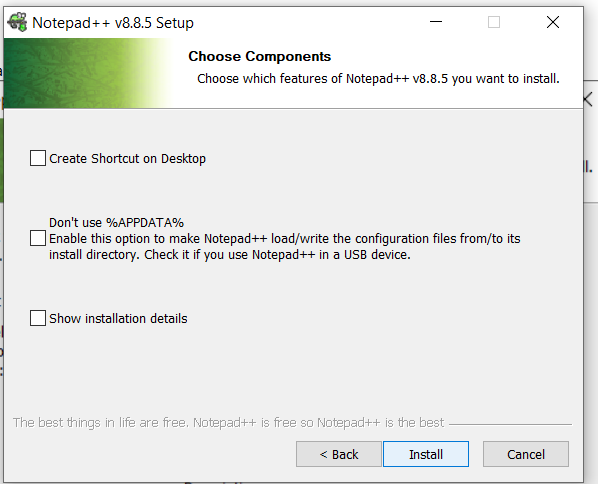 Notepad++ v8.8.5 Setup
Choose Components
Choose which features of Notepad++ v8.8.5 you want to install.
Create Shortcut on Desktop
Don't use %APPDATA%
Enable this option to make Notepad++ load/write the configuration files from/to its
install directory. Check it if you use Notepad++ in a USB device.
Show installation details
The best things in life are free. Notepad++ is free so Notepad++ is the best
< Back
Install
Cancel